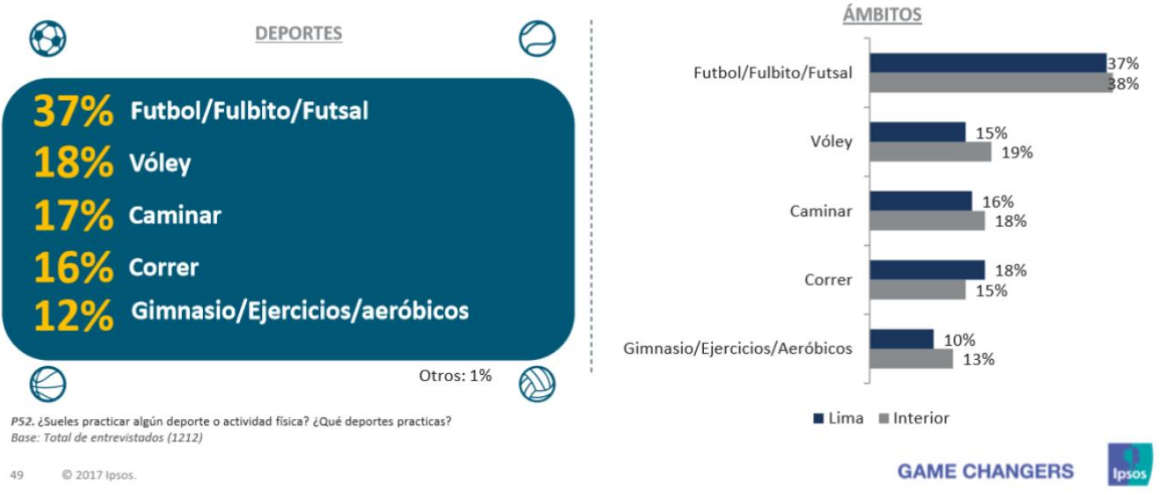 DEPORTES
37% Futbol/Fulbito/Futsal
18% Vóley
17% Caminar
16% Correr
12% Gimnasio/Ejercicios/aeróbicos
Otros: 1%
ÁMBITOS
Futbol/Fulbito/Futsal
37%
38%
Vóley
15%
19%
Caminar
16%
18%
Correr
18%
15%
Gimnasio/Ejercicios/Aeróbicos
10%
13%
Lima Interior
P52. ¿Sueles practicar algún deporte o actividad física? ¿Qué deportes practicas?
Base: Total de entrevistados (1212)
49 © 2017 Ipsos.
GAME CHANGERS
Ipsos